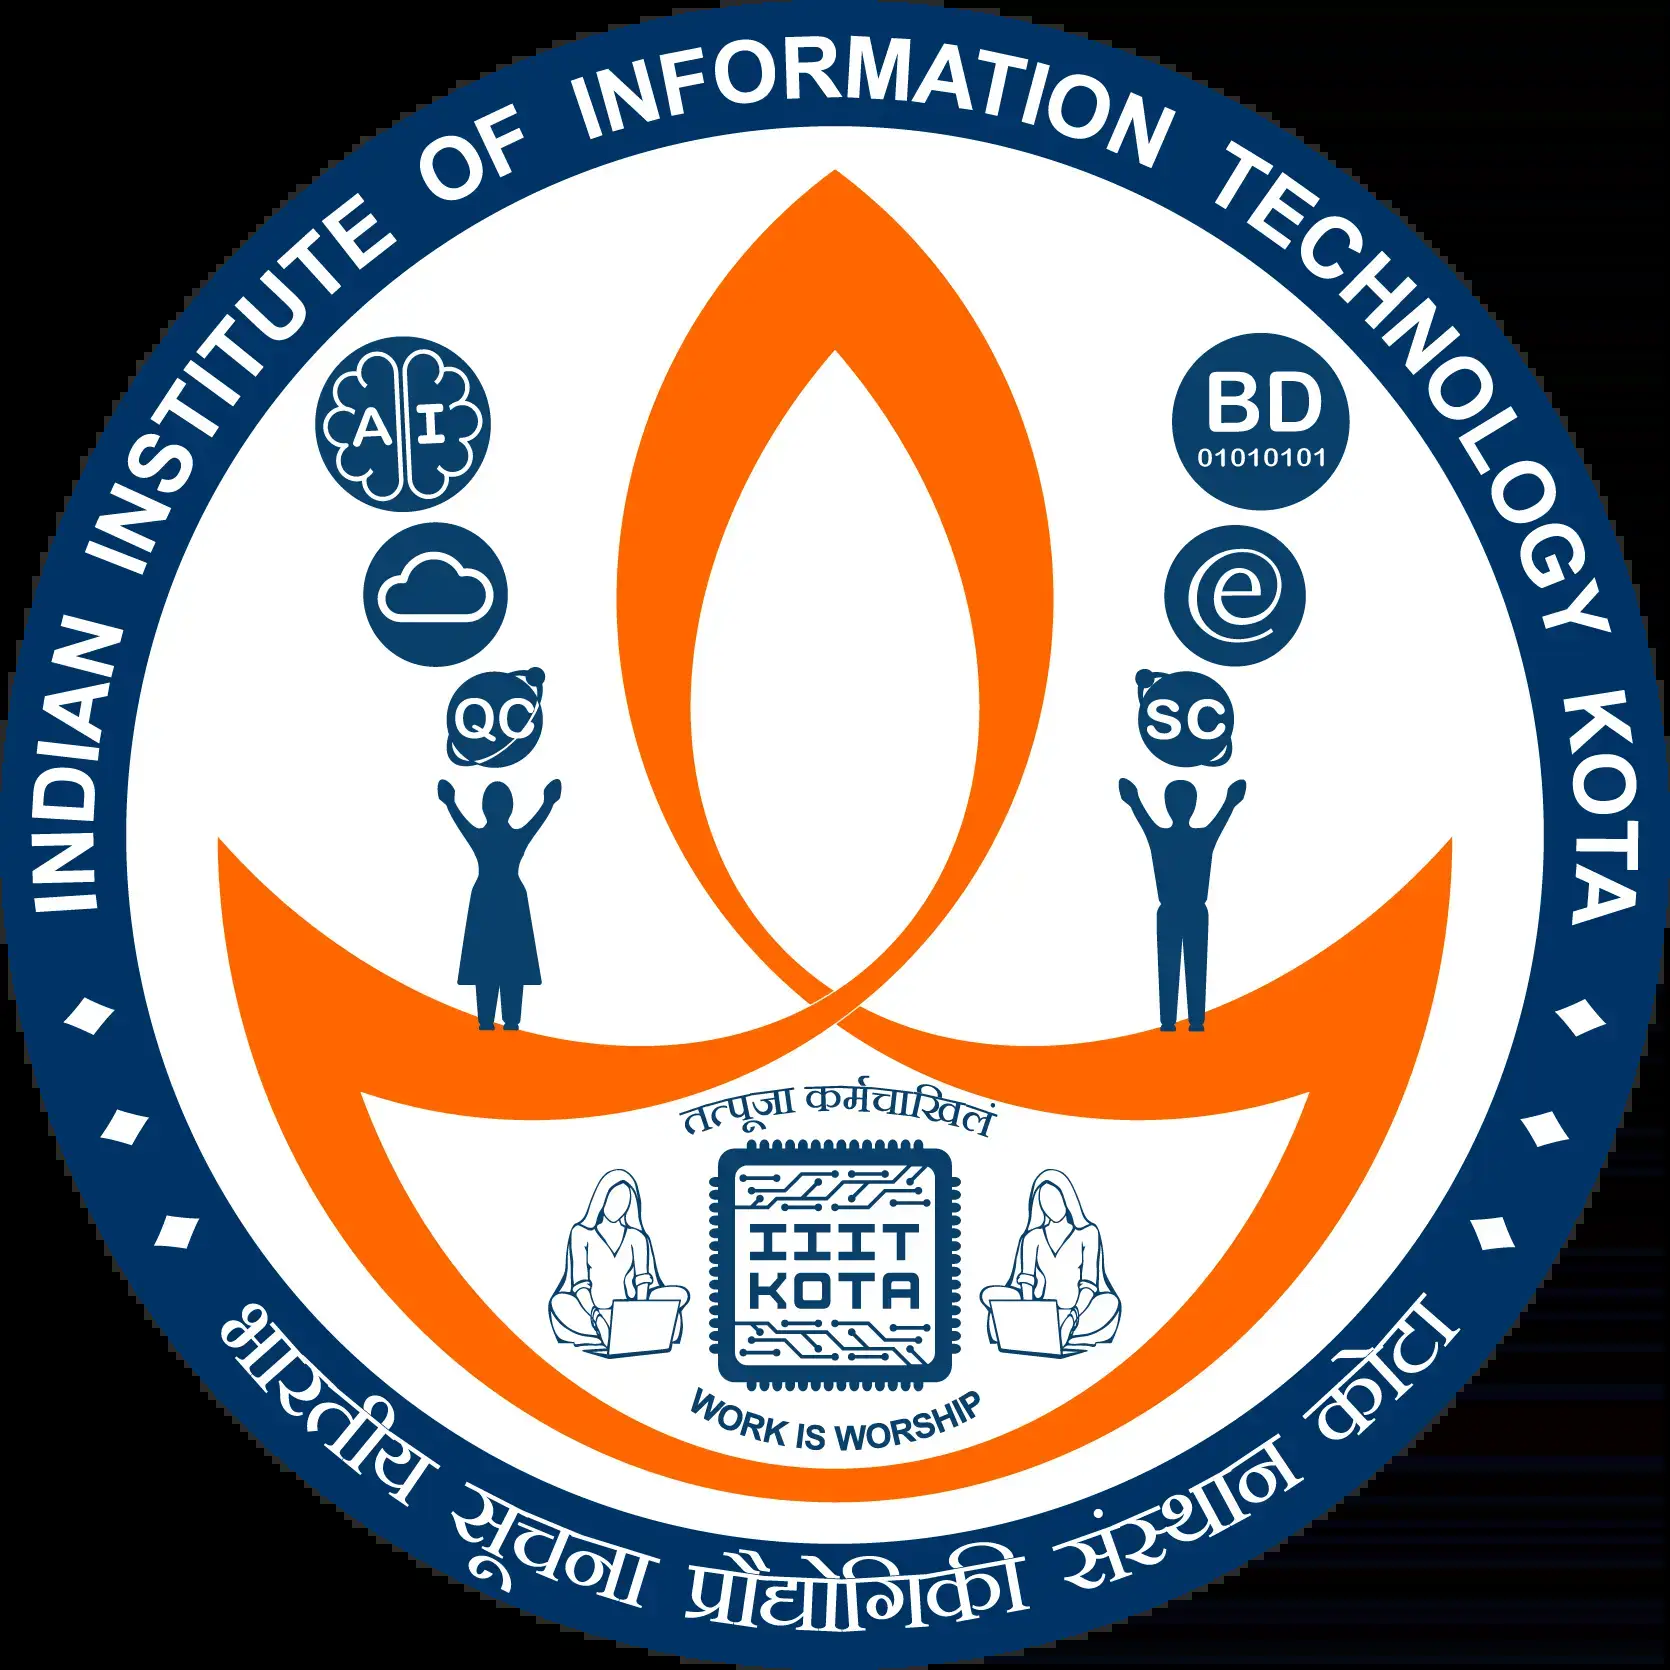 INDIAN INSTITUTE OF INFORMATION TECHNOLOGY KOTA
AI
BD
01010101
e
QC
SC
तत्पूजा कर्मचाखिलं
IIIT
KOTA
WORK IS WORSHIP
भारतीय सूचना प्रौद्योगिकी संस्थान कोटा